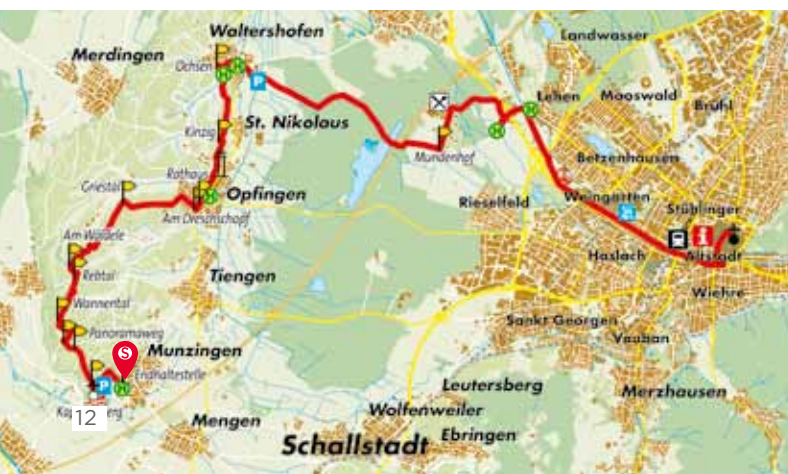 Waltershofen
Merdingen
Landwasser
Ochsen
P
Lehen
Mooswald
Brühl
Kinzig
St. Nikolaus
Mundenhof
Betzenhausen
Rathaus
Griestal
Opfingen
Am Dreschschopf
Rieselfeld
Weingarten
Stühlinger
Am Wäldele
Rebtal
Haslach
Altstadt
i
Tiengen
Wannental
Wiehre
Panoramaweg
Sankt Georgen
Vauban
Munzingen
S
Endhaltestelle
P
H
Leutersberg
Merzhausen
12
Wolfenweiler
Mengen
Ebringen
Schallstadt